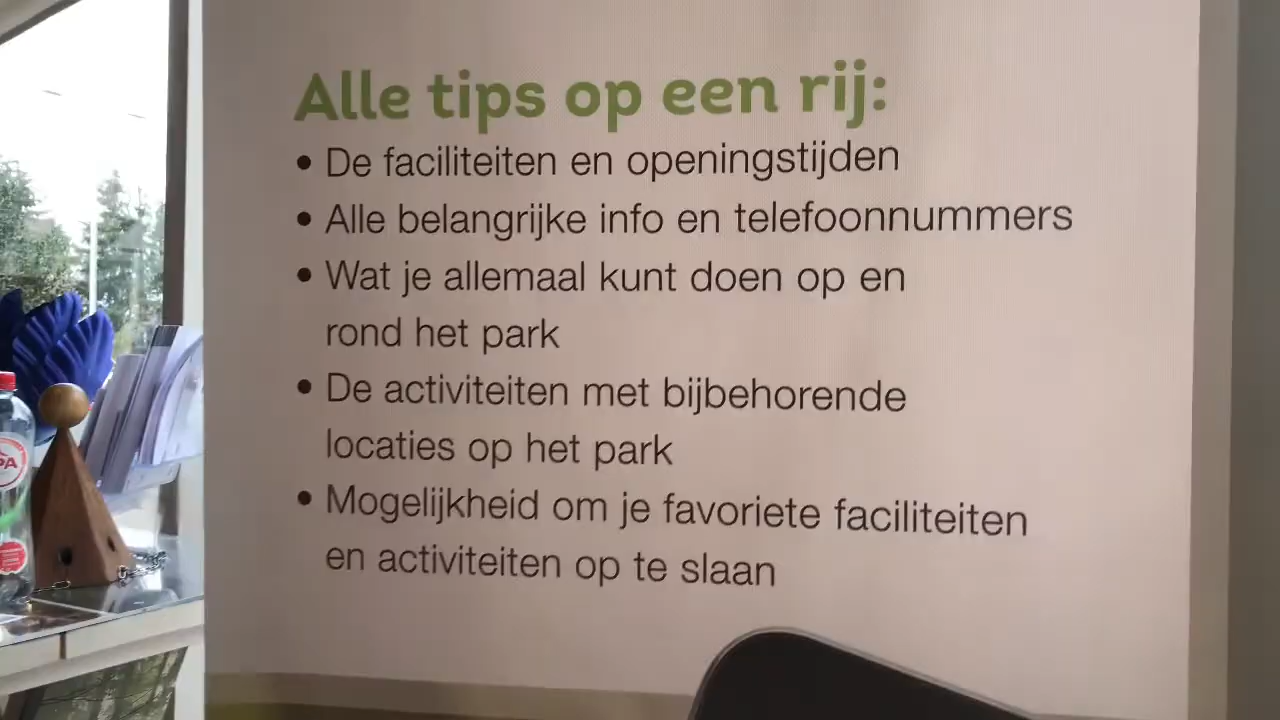 Alle tips op een rij:
• De faciliteiten en openingstijden
• Alle belangrijke info en telefoonnummers
• Wat je allemaal kunt doen op en
rond het park
• De activiteiten met bijbehorende
locaties op het park
• Mogelijkheid om je favoriete faciliteiten
en activiteiten op te slaan
PA